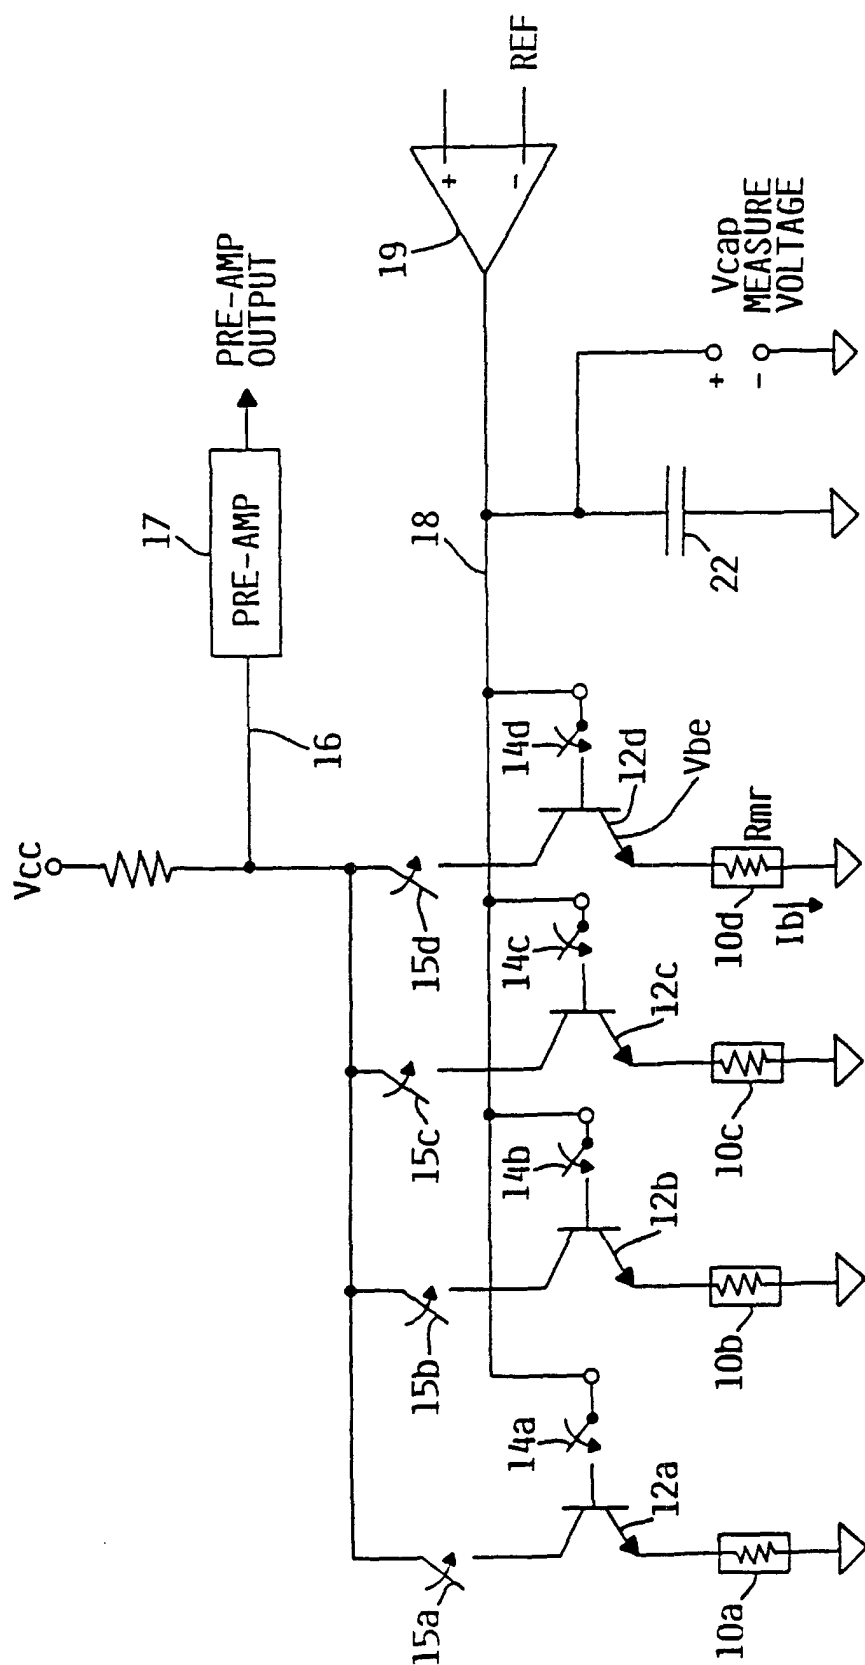 Vcc
17
PRE-AMP
PRE-AMP
OUTPUT
16
15a
15b
15c
15d
18
19
+
-
REF
14a
14b
14c
14d
12a
12b
12c
12d
Vbe
22
+
-
Vcap
MEASURE
VOLTAGE
10a
10b
10c
10d
Rmr
Ib